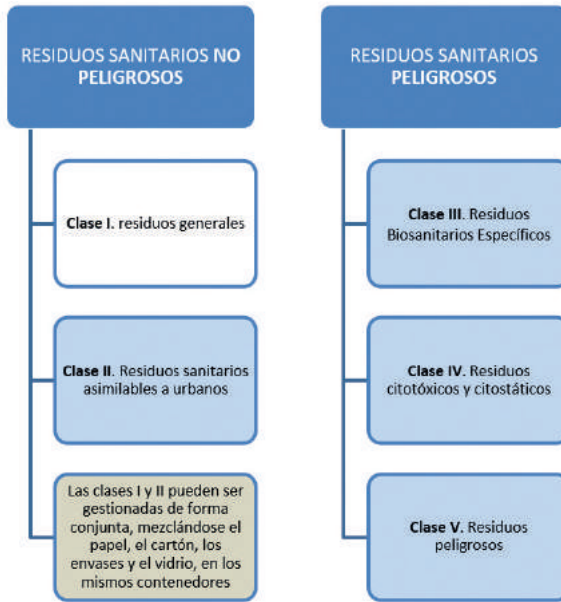 RESIDUOS SANITARIOS NO
PELIGROSOS
Clase I. residuos generales
Clase II. Residuos sanitarios
asimilables a urbanos
Las clases I y II pueden ser
gestionadas de forma
conjunta, mezclándose el
papel, el cartón, los
envases y el vidrio, en los
mismos contenedores
RESIDUOS SANITARIOS
PELIGROSOS
Clase III. Residuos
Biosanitarios Específicos
Clase IV. Residuos
citotóxicos y citostáticos
Clase V. Residuos
peligrosos